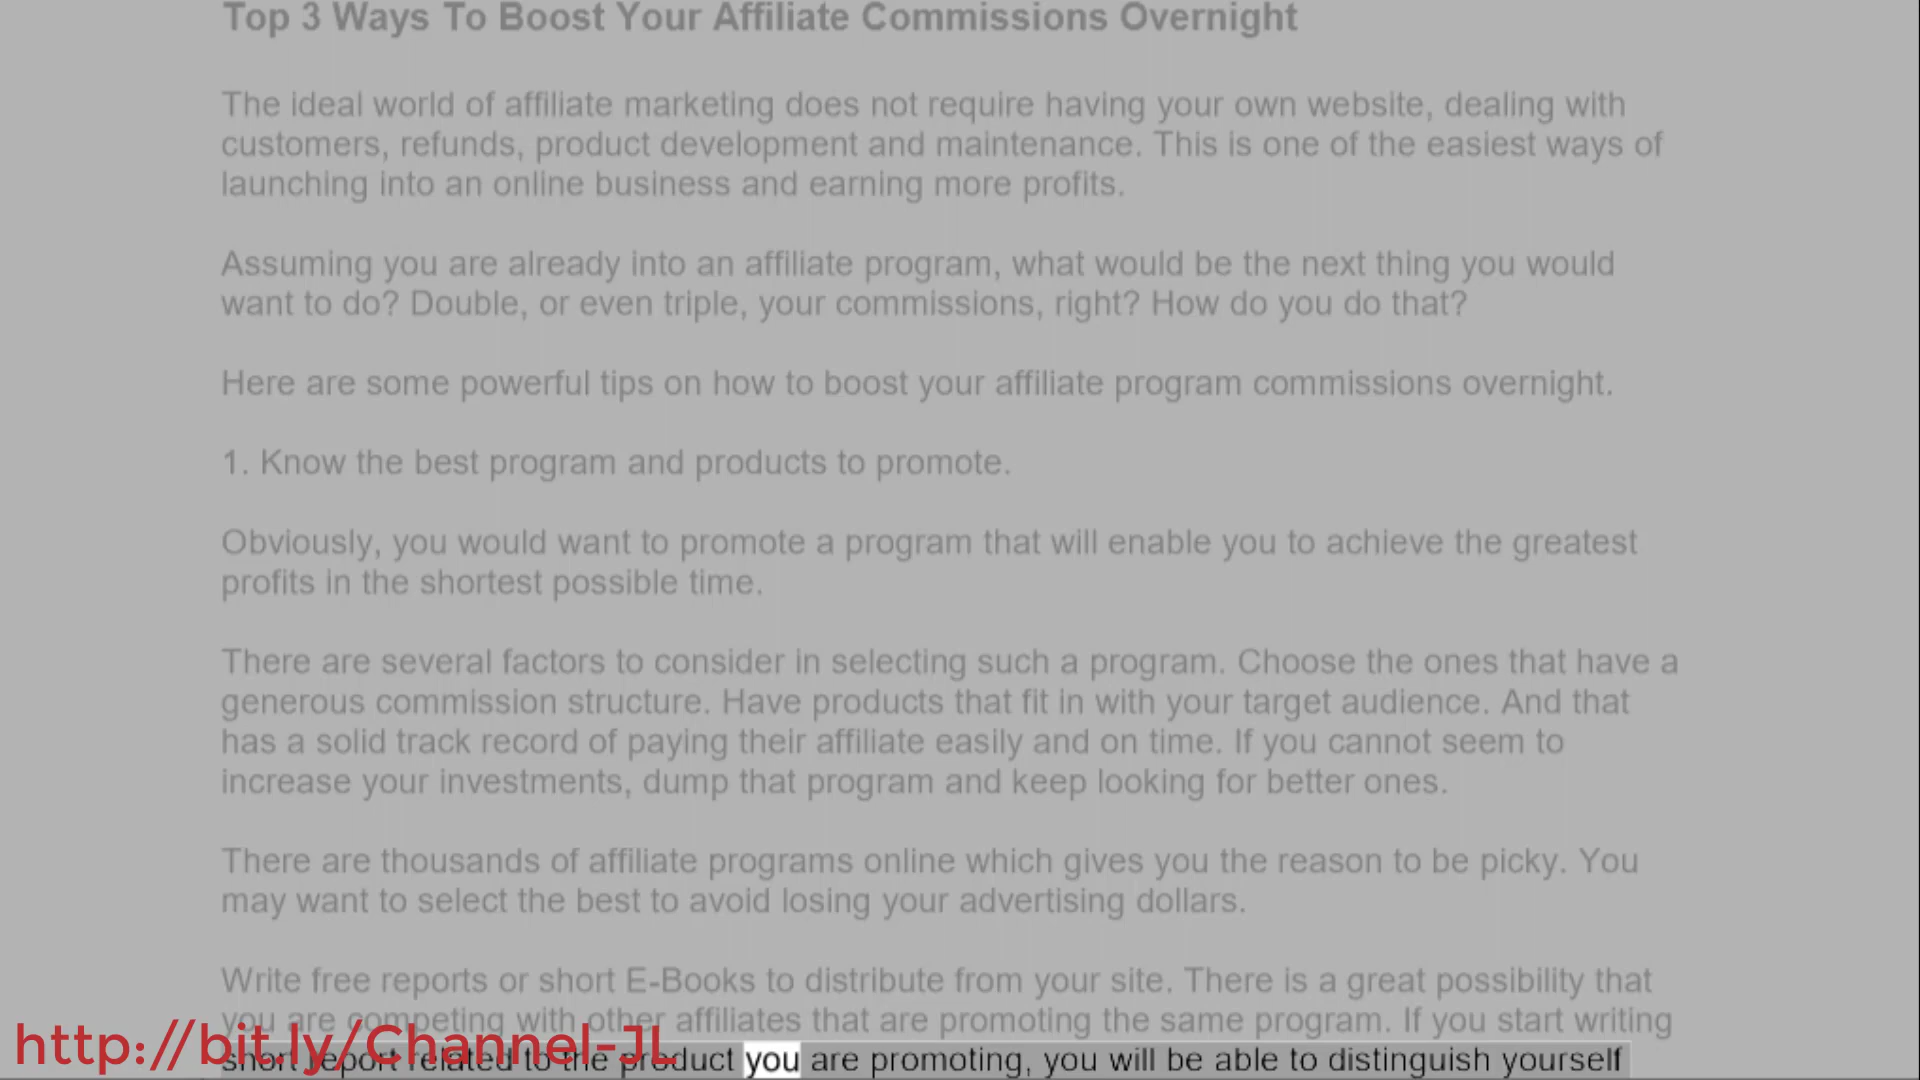 Top 3 Ways To Boost Your Affiliate Commissions Overnight
The ideal world of affiliate marketing does not require having your own website, dealing with
customers, refunds, product development and maintenance. This is one of the easiest ways of
launching into an online business and earning more profits.
Assuming you are already into an affiliate program, what would be the next thing you would
want to do? Double, or even triple, your commissions, right? How do you do that?
Here are some powerful tips on how to boost your affiliate program commissions overnight.
1. Know the best program and products to promote.
Obviously, you would want to promote a program that will enable you to achieve the greatest
profits in the shortest possible time.
There are several factors to consider in selecting such a program. Choose the ones that have a
generous commission structure. Have products that fit in with your target audience. And that
has a solid track record of paying their affiliate easily and on time. If you cannot seem to
increase your investments, dump that program and keep looking for better ones.
There are thousands of affiliate programs online which gives you the reason to be picky. You
may want to select the best to avoid losing your advertising dollars.
Write free reports or short E-Books to distribute from your site. There is a great possibility that
you are competing with other affiliates that are promoting the same program. If you start writing
short report related to the product you are promoting, you will be able to distinguish yourself
http://bit.ly/Channel-JL